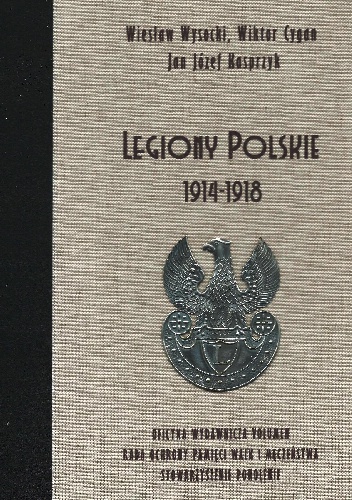 Wiesław Wysocki, Wiktor Cygan
Jan Józef Kasprzyk
LEGIONY POLSKIE
1914-1918
OFICYNA WYDAWNICZA VOLUMEN
RADA OCHRONY PAMIĘCI WALK I MĘCZEŃSTWA
STOWARZYSZENIE POKOLENIE